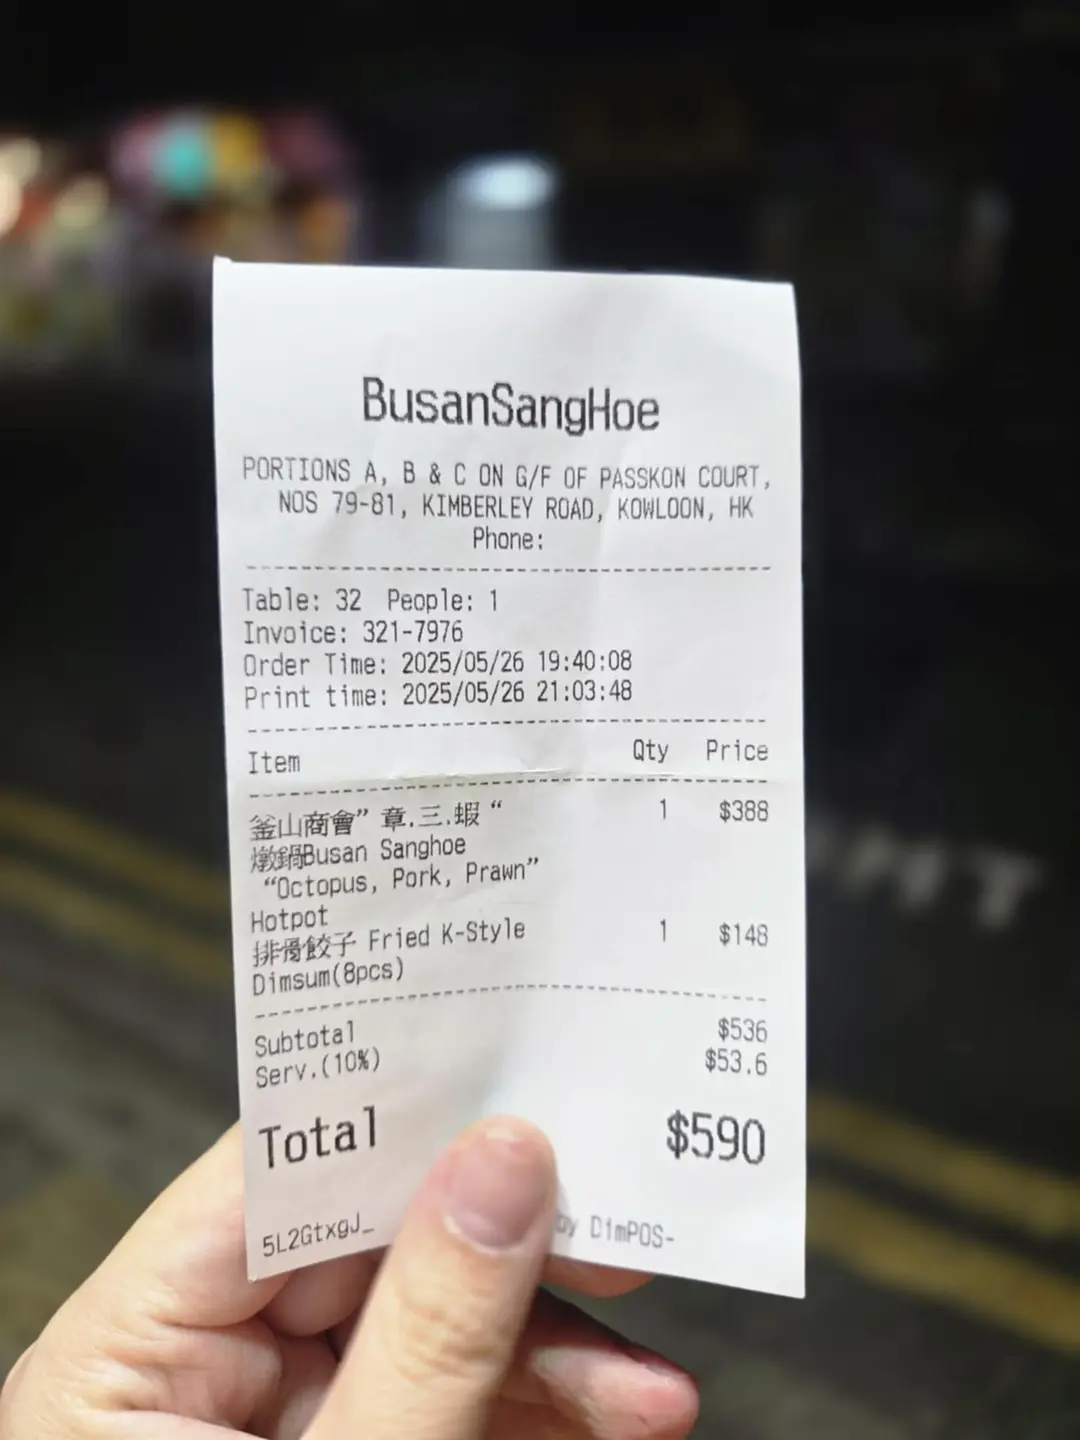 BusanSangHoe
PORTIONS A, B & C ON G/F OF PASSKON COURT,
NOS 79-81, KIMBERLEY ROAD, KOWLOON, HK
Phone:
Table: 32 People: 1
Invoice: 321-7976
Order Time: 2025/05/26 19:40:08
Print time: 2025/05/26 21:03:48
Item Qty Price
釜山商會” 章.三.蝦 “ 1 $388
燉鍋Busan Sanghoe
“Octopus, Pork, Prawn”
Hotpot
排骨餃子 Fried K-Style 1 $148
Dimsum(8pcs)
Subtotal $536
Serv.(10%) $53.6
Total $590
5L2GtxgJ_ by DimPOS-